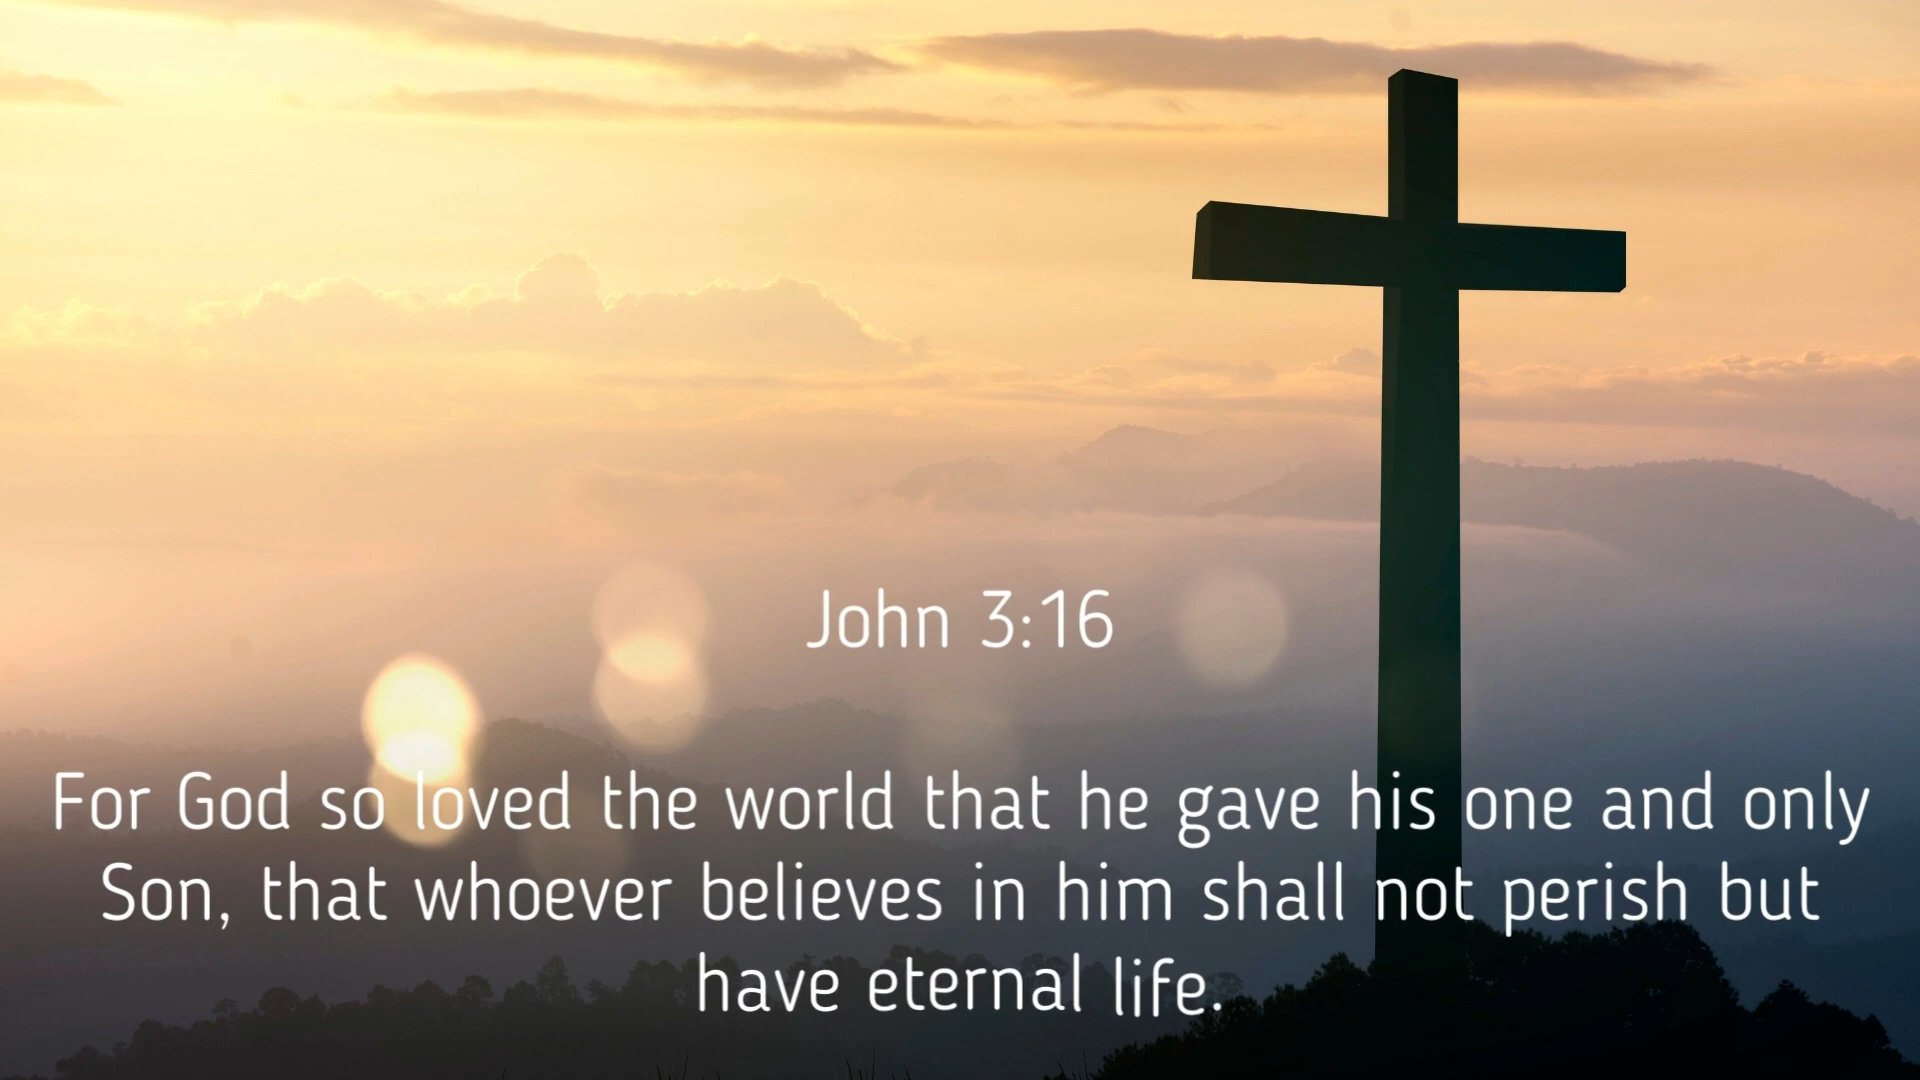 John 3:16
For God so loved the world that he gave his one and only
Son, that whoever believes in him shall not perish but
have eternal life.